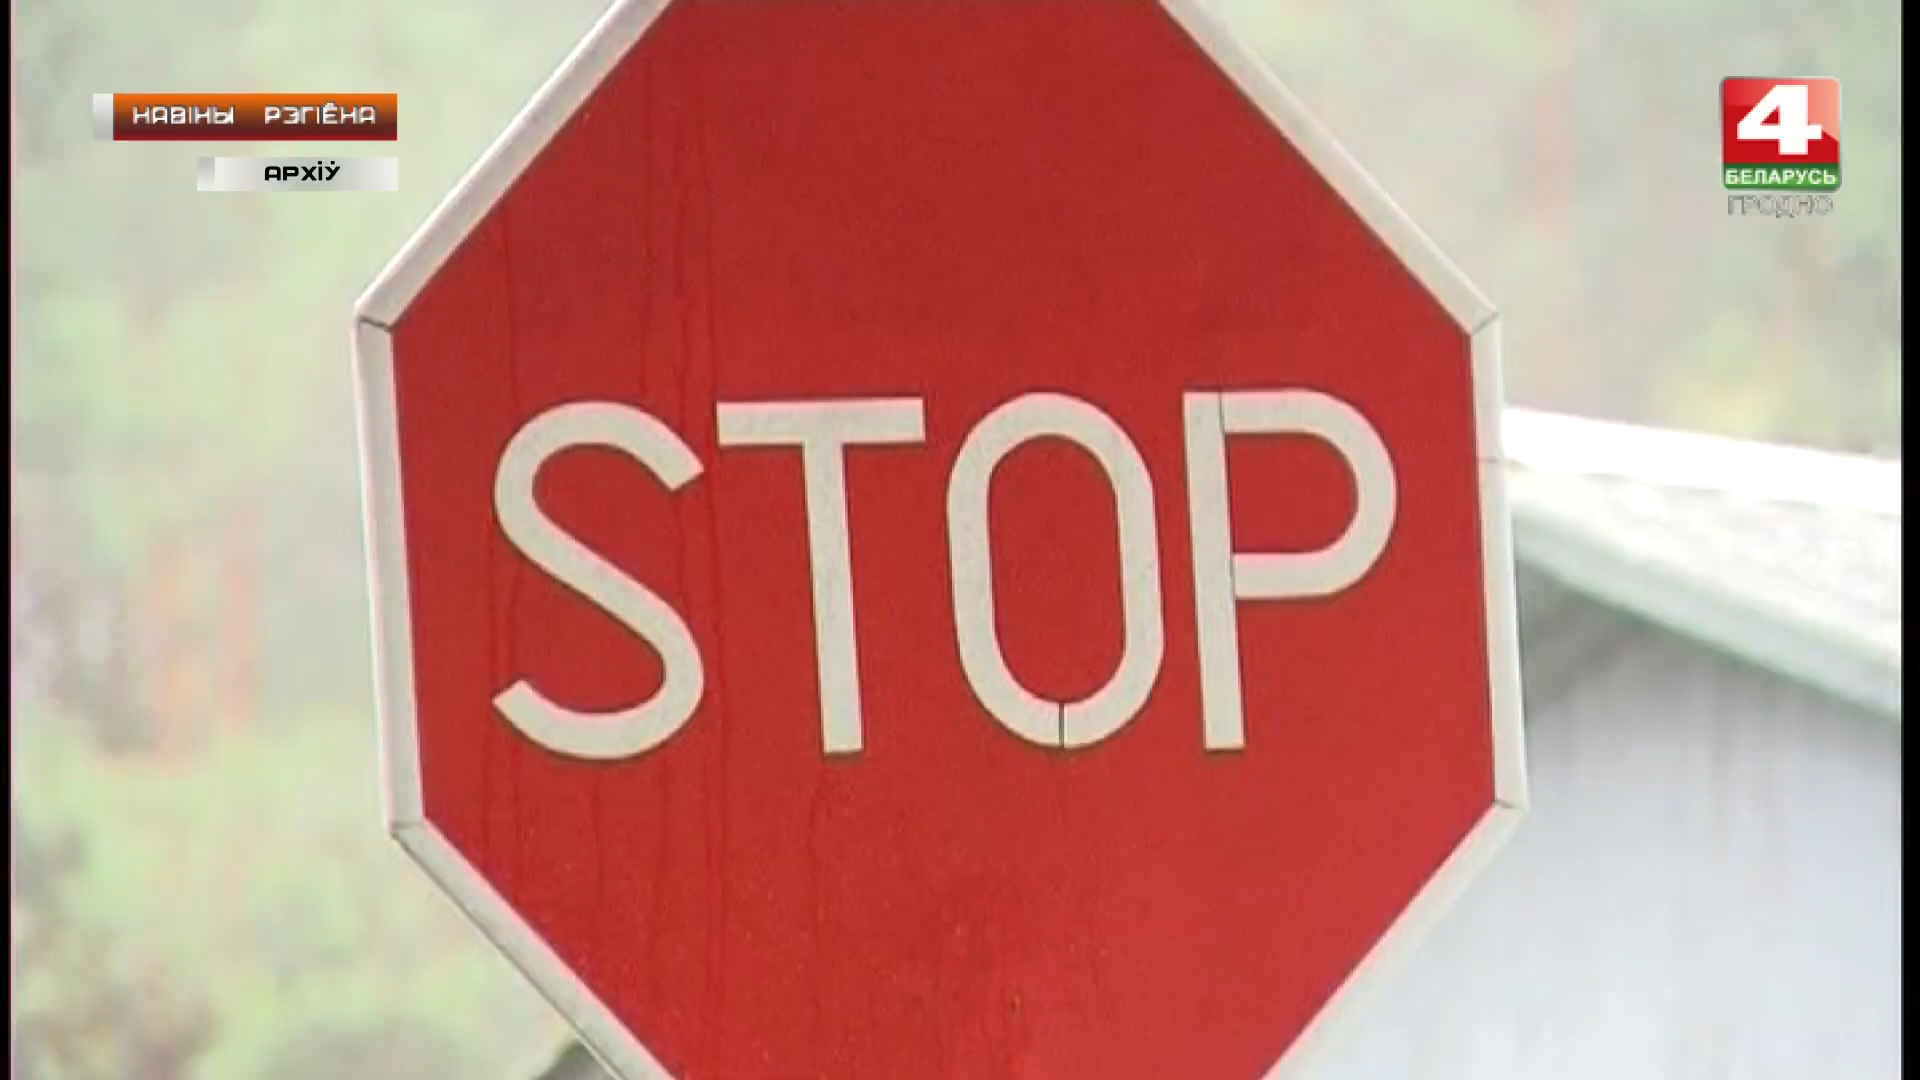 НАВІНЫ РЭГІЁНА
АРХІЎ
4
БЕЛАРУСЬ
ГРОДНО
STOP